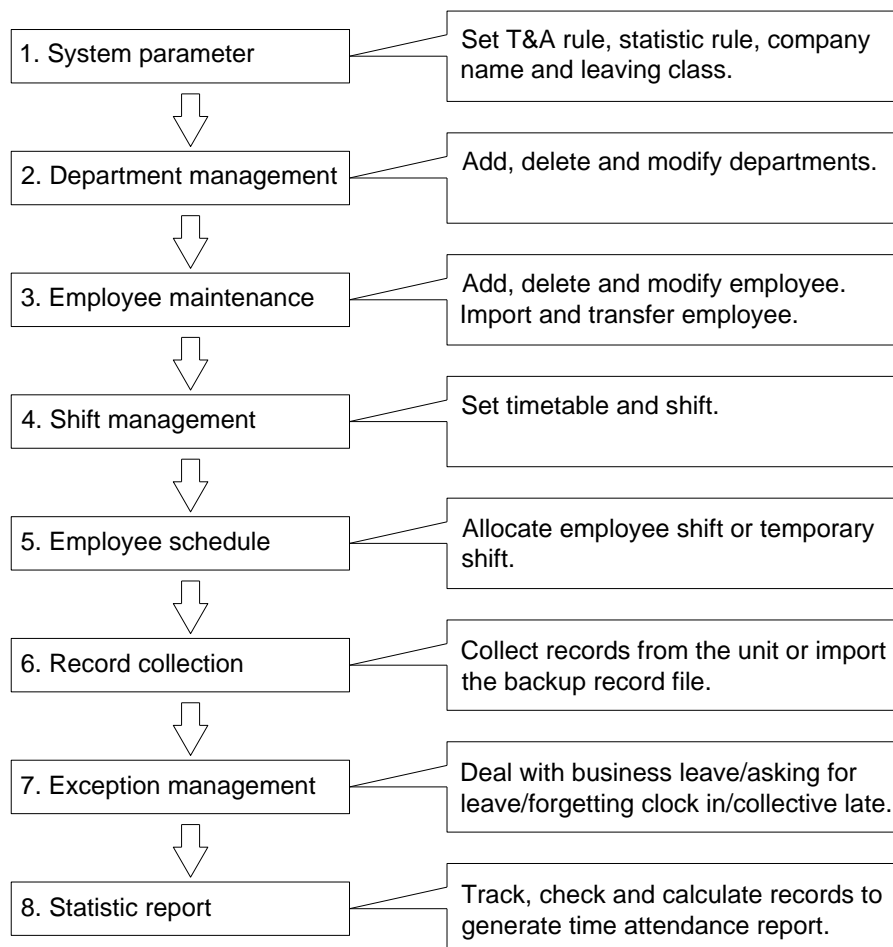 1. System parameter
Set T&A rule, statistic rule, company
name and leaving class.
2. Department management
Add, delete and modify departments.
3. Employee maintenance
Add, delete and modify employee.
Import and transfer employee.
4. Shift management
Set timetable and shift.
5. Employee schedule
Allocate employee shift or temporary
shift.
6. Record collection
Collect records from the unit or import
the backup record file.
7. Exception management
Deal with business leave/asking for
leave/forgetting clock in/collective late.
8. Statistic report
Track, check and calculate records to
generate time attendance report.